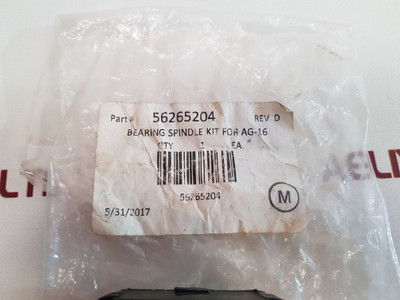 Part # 56265204 REV D
BEARING SPINDLE KIT FOR AG-16
QTY 1 EA
56265204
5/31/2017 M